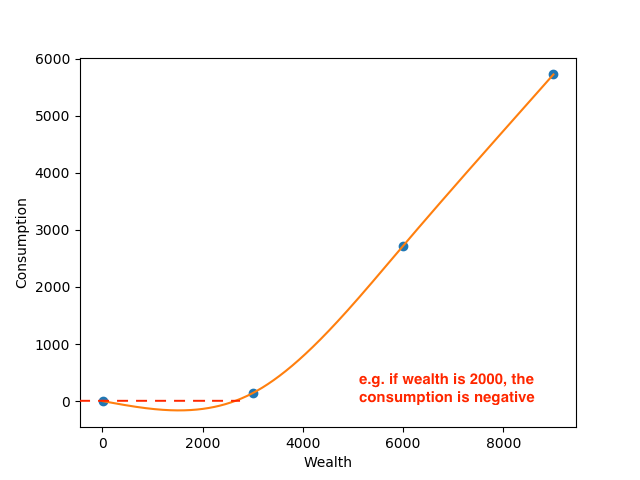 6000
5000
4000
3000
2000
1000
0
Consumption
e.g. if wealth is 2000, the
consumption is negative
0 2000 4000 6000 8000
Wealth